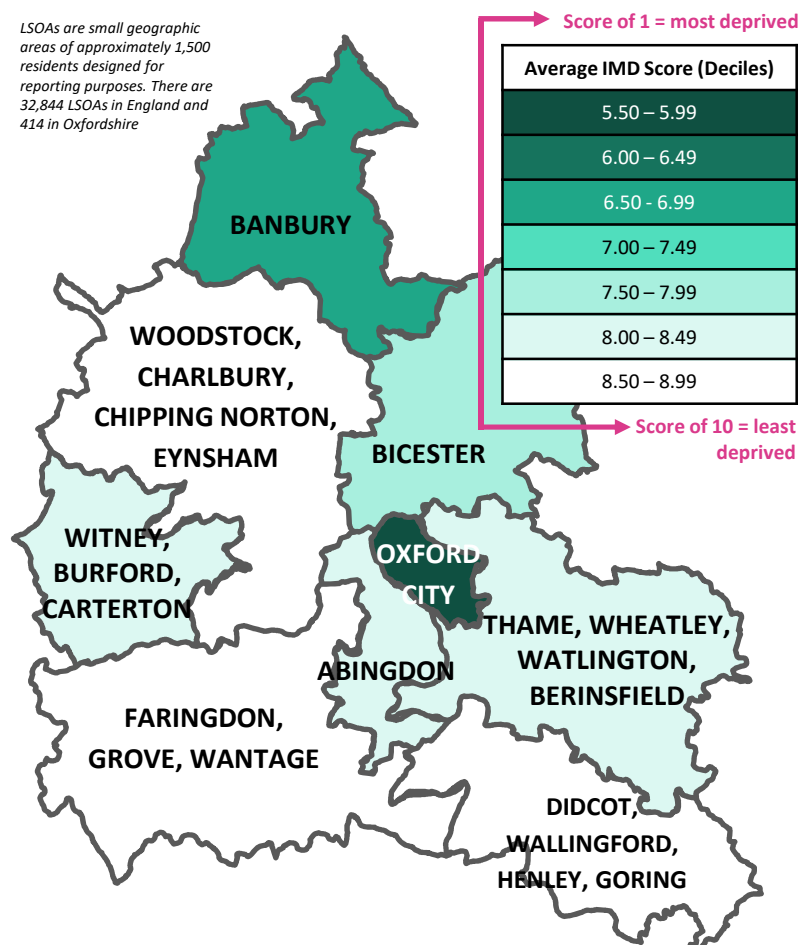 LSOAs are small geographic
areas of approximately 1,500
residents designed for
reporting purposes. There are
32,844 LSOAs in England and
414 in Oxfordshire
Score of 1 = most deprived
Average IMD Score (Deciles)
5.50 – 5.99
6.00 – 6.49
6.50 - 6.99
7.00 – 7.49
7.50 – 7.99
8.00 – 8.49
8.50 – 8.99
Score of 10 = least
deprived
BANBURY
WOODSTOCK,
CHARLBURY,
CHIPPING NORTON,
EYNSHAM
BICESTER
WITNEY,
BURFORD,
CARTERTON
OXFORD
CITY
THAME, WHEATLEY,
WATLINGTON,
BERINSFIELD
ABINGDON
FARINGDON,
GROVE, WANTAGE
DIDCOT,
WALLINGFORD,
HENLEY, GORING